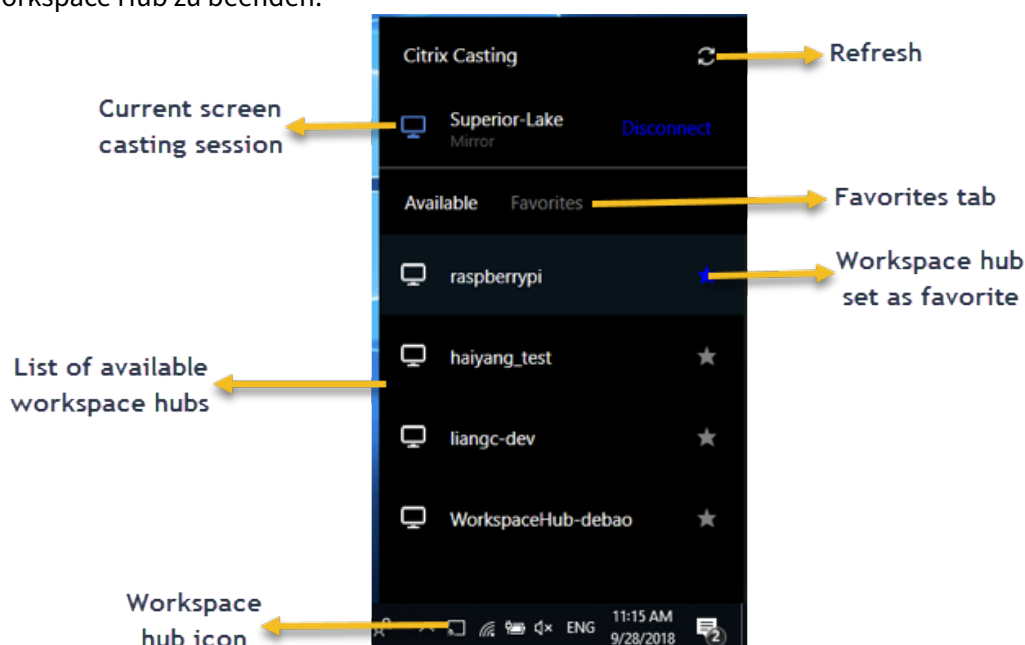 orkspace Hub zu beenden.
Citrix Casting
Refresh
Current screen
casting session
Superior-Lake
Mirror
Disconnect
Available Favorites
Favorites tab
raspberrypi
Workspace hub
set as favorite
haiyang_test
List of available
workspace hubs
liangc-dev
WorkspaceHub-debao
Workspace
hub icon
ENG
11:15 AM
9/28/2018
2